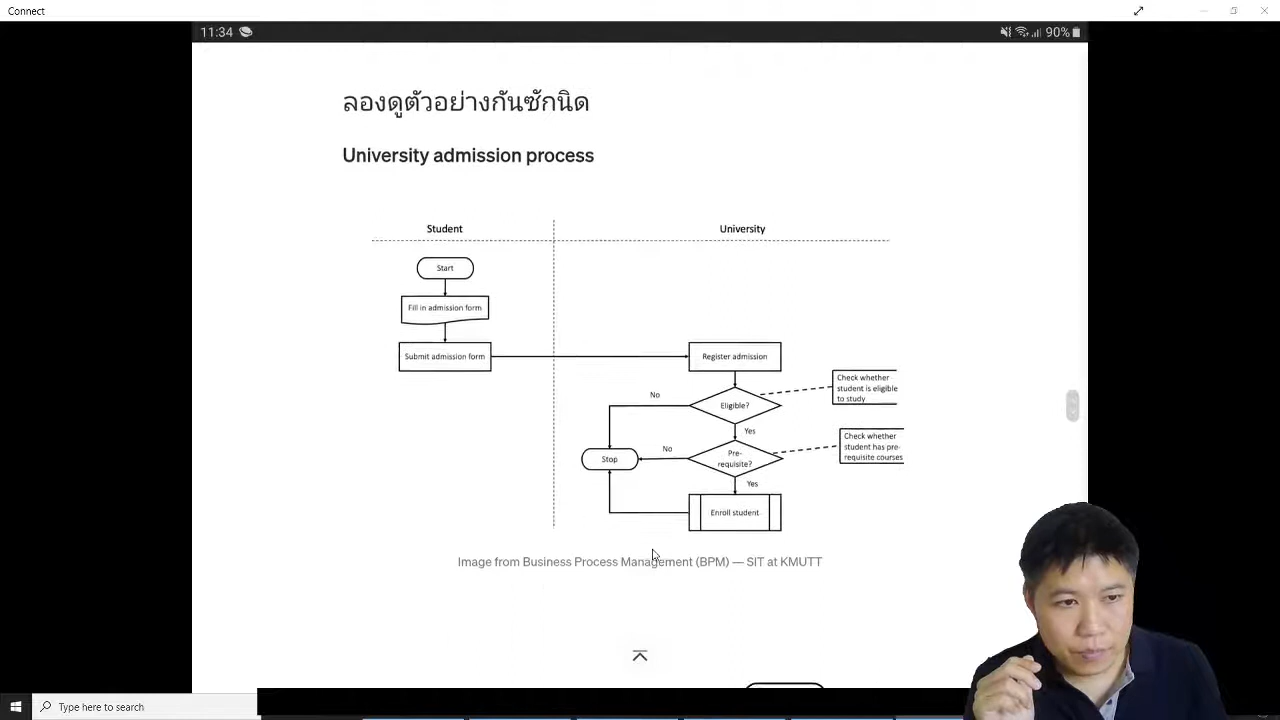 Connect
11:34
90%
ลองดูตัวอย่างกันซักนิด
University admission process
Student
University
Start
Fill in admission form
Submit admission form
Register admission
Check whether
student is eligible
to study
No
Eligible?
Yes
Check whether
student has pre-
requisite courses
No
Stop
Pre-
requisite?
Yes
Enroll student
Image from Business Process Management (BPM) — SIT at KMUTT
Type here to search